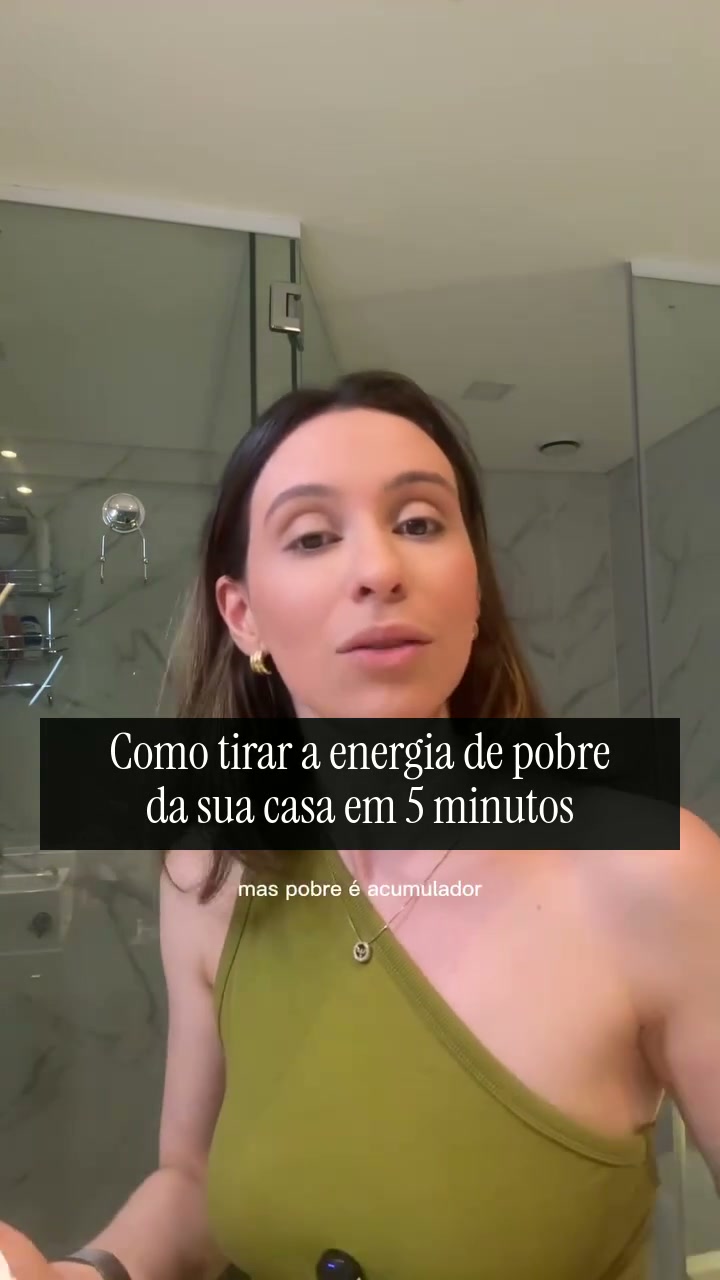 Como tirar a energia de pobre
da sua casa em 5 minutos
mas pobre é acumulador